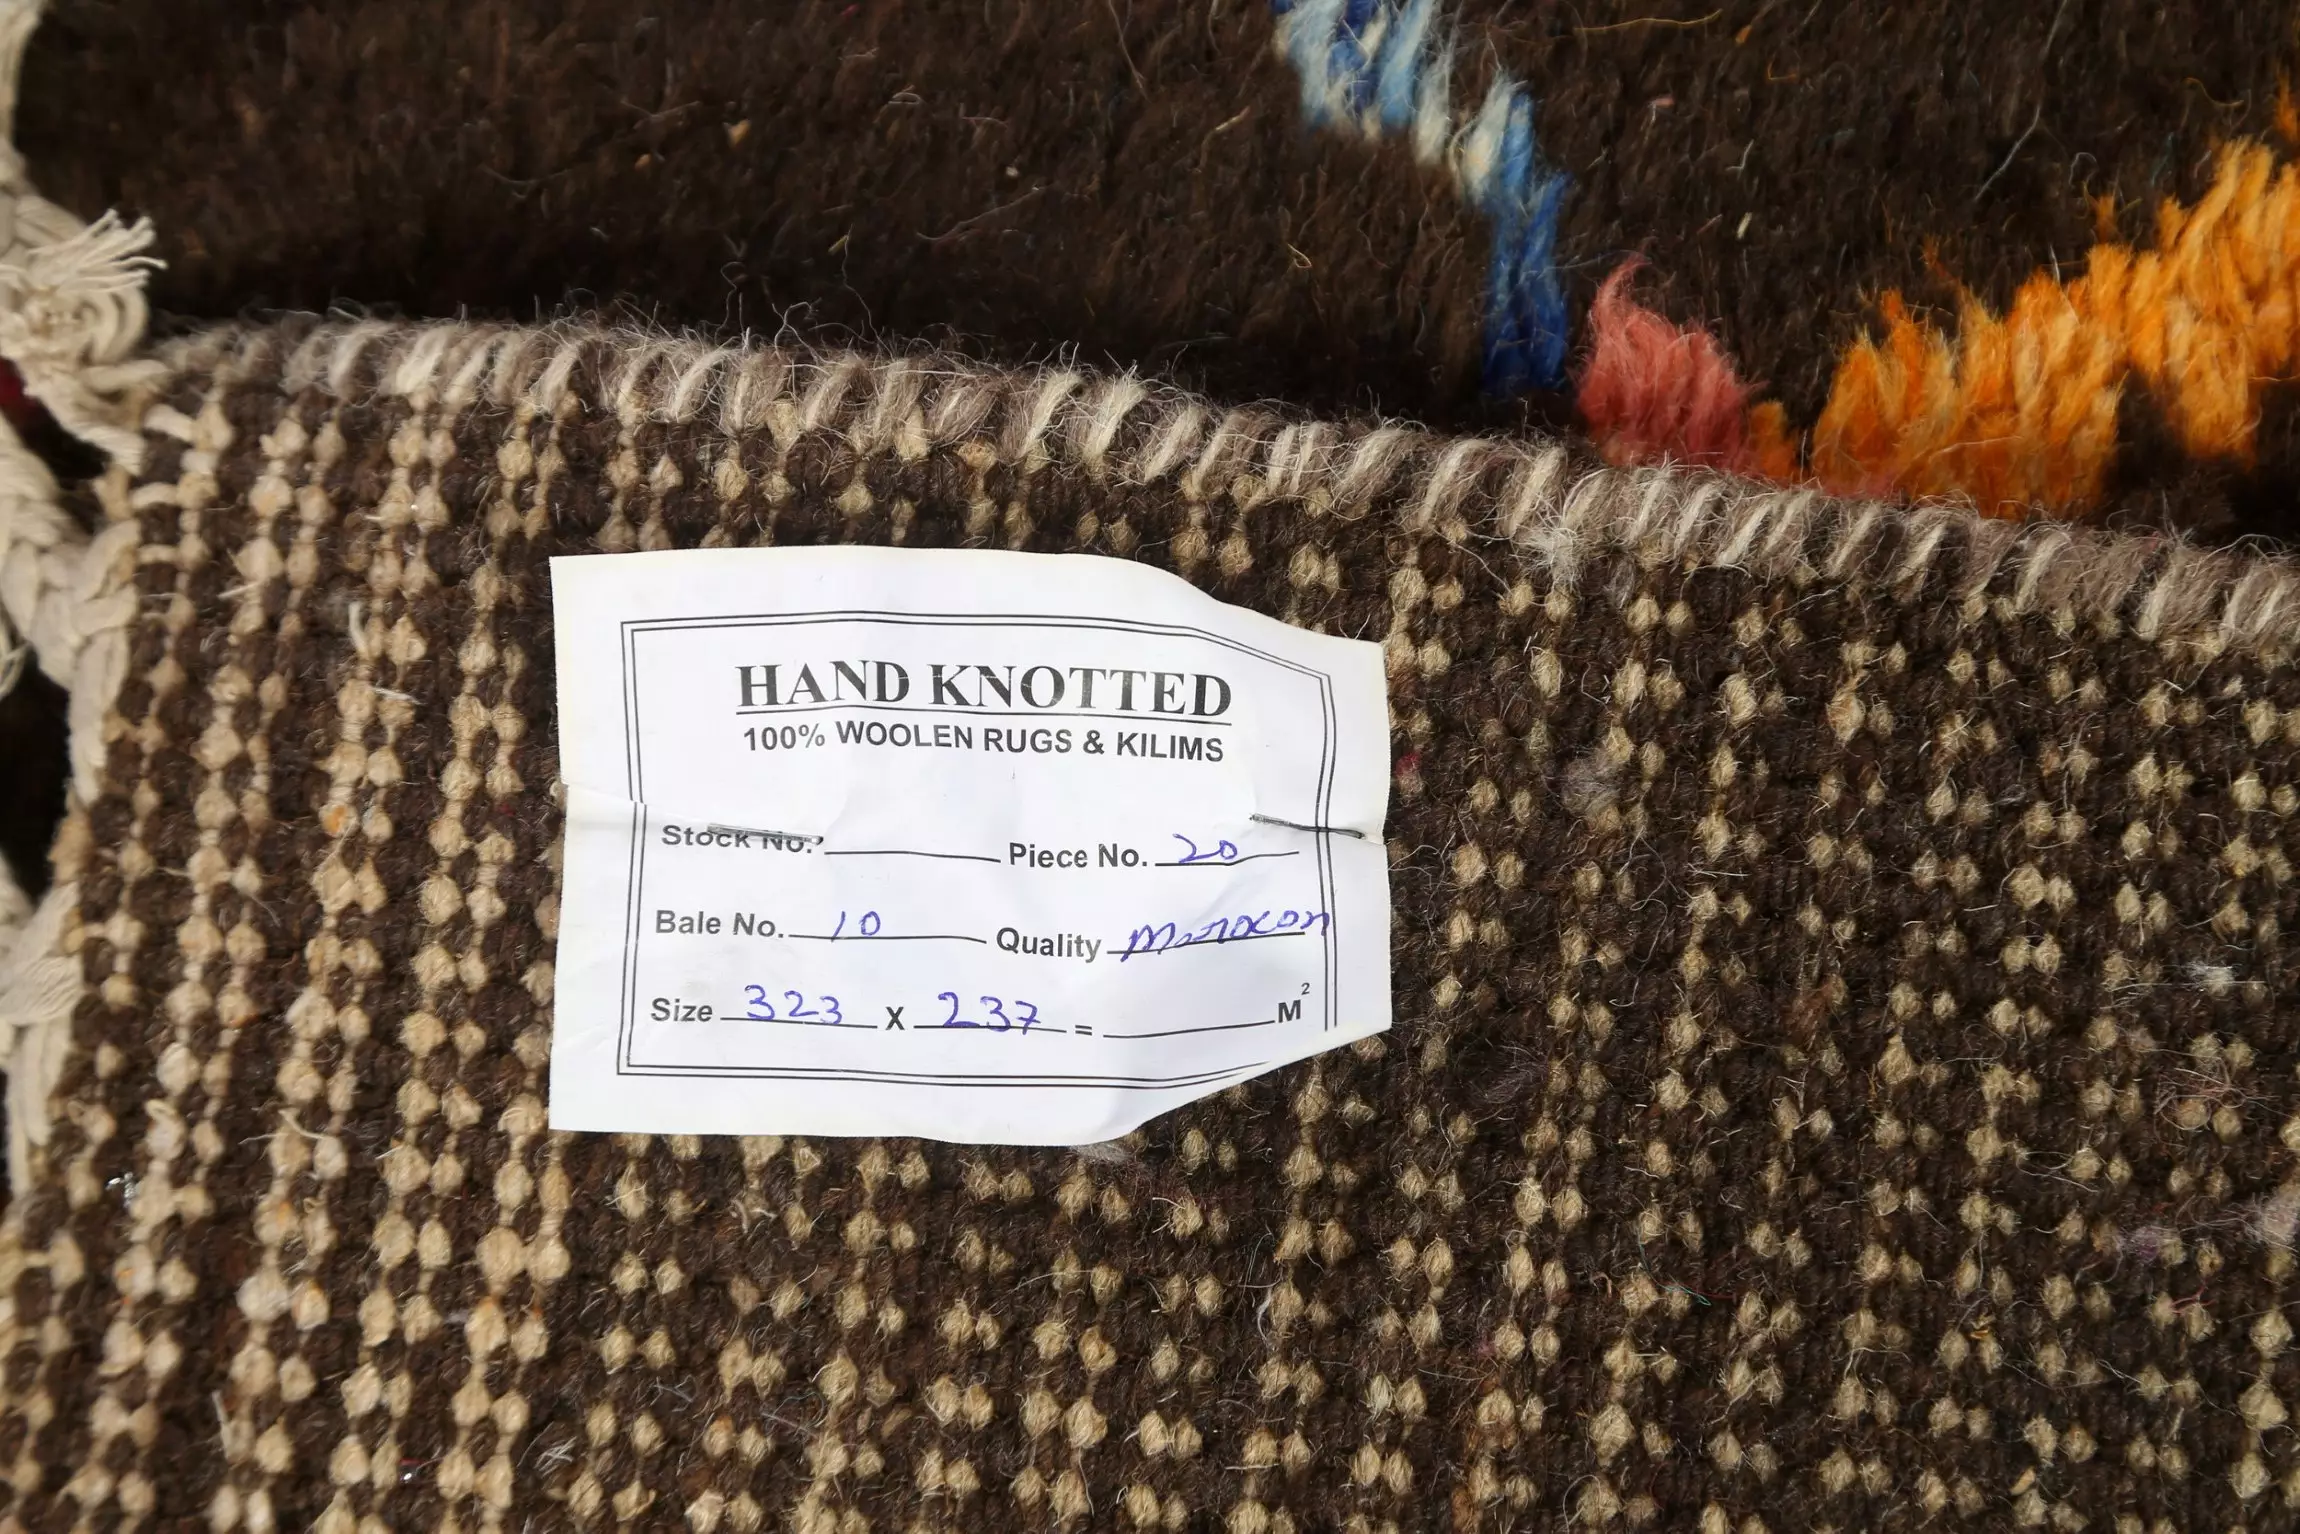 HAND KNOTTED
100% WOOLEN RUGS & KILIMS
Stock No. Piece No. 20
Bale No. 10 Quality Moroxon
Size 323 X 237 = M²